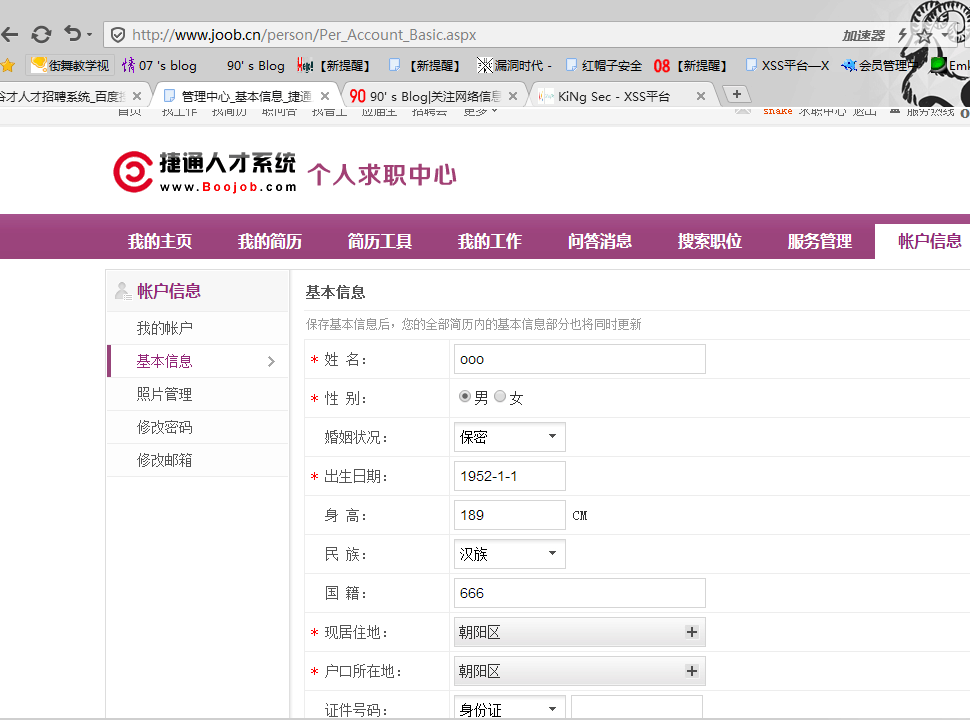 http://www.joob.cn/person/Per_Account_Basic.aspx 加速器
街舞教学视 07 's blog 90' s Blog 【新提醒】 【新提醒】 漏洞时代 - 红帽子安全 08 【新提醒】 XSS平台—X 会员管理中 Emk
谷才人才招聘系统_百度搜 管理中心_基本信息_捷通 90 90' s Blog|关注网络信息 KiNg Sec - XSS平台
首页 找工作 找简历 职问答 找普工 应届生 招聘会 更多 snake 求职中心 退出 服务热线
捷通人才系统 个人求职中心
www.Boojob.com
我的主页 我的简历 简历工具 我的工作 问答消息 搜索职位 服务管理 帐户信息
帐户信息
我的帐户
基本信息
照片管理
修改密码
修改邮箱
基本信息
保存基本信息后，您的全部简历内的基本信息部分也将同时更新
* 姓 名： ooo
* 性 别： 男 女
婚姻状况： 保密
* 出生日期： 1952-1-1
身 高： 189 CM
民 族： 汉族
国 籍： 666
* 现居住地： 朝阳区 +
* 户口所在地： 朝阳区 +
证件号码： 身份证